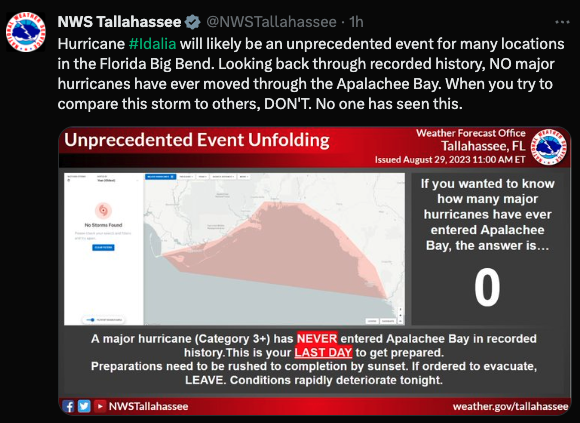 NWS Tallahassee @NWSTallahassee · 1h
Hurricane #Idalia will likely be an unprecedented event for many locations
in the Florida Big Bend. Looking back through recorded history, NO major
hurricanes have ever moved through the Apalachee Bay. When you try to
compare this storm to others, DON'T. No one has seen this.
Unprecedented Event Unfolding
Weather Forecast Office
Tallahassee, FL
Issued August 29, 2023 11:00 AM ET
No Storms Found
If you wanted to know
how many major
hurricanes have ever
entered Apalachee
Bay, the answer is...
0
A major hurricane (Category 3+) has NEVER entered Apalachee Bay in recorded
history.This is your LAST DAY to get prepared.
Preparations need to be rushed to completion by sunset. If ordered to evacuate,
LEAVE. Conditions rapidly deteriorate tonight.
NWSTallahassee
weather.gov/tallahassee